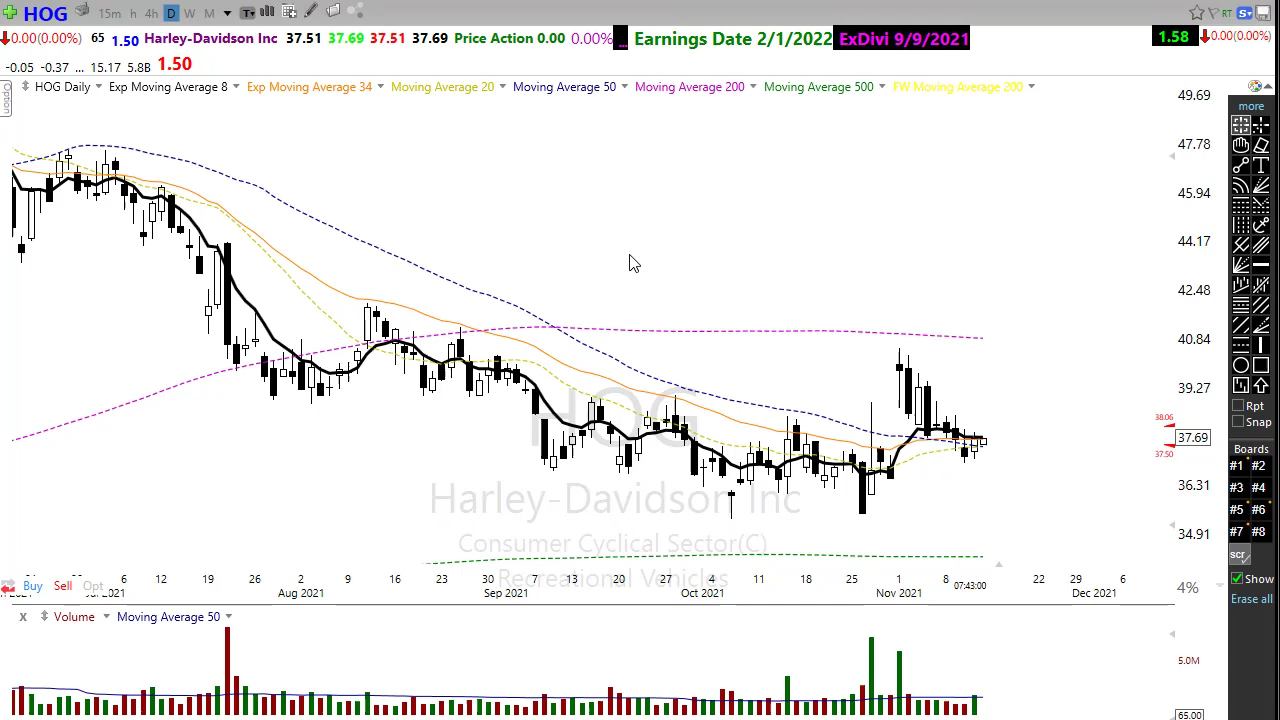 HOG 15m h 4h D W M T RT S
0.00(0.00%) 65 1.50 Harley-Davidson Inc 37.51 37.69 37.51 37.69 Price Action 0.00 0.00% ... Earnings Date 2/1/2022 ExDivi 9/9/2021 1.58 0.00(0.00%)
-0.05 -0.37 ... 15.17 5.8B 1.50
Option
HOG Daily Exp Moving Average 8 Exp Moving Average 34 Moving Average 20 Moving Average 50 Moving Average 200 Moving Average 500 FW Moving Average 200
49.69
more
47.78
45.94
44.17
42.48
40.84
39.27
Rpt
38.06
Snap
37.69
37.50
Boards
#1 #2
36.31
#3 #4
#5 #6
34.91
#7 #8
scr
HOG
Harley-Davidson Inc
Consumer Cyclical Sector(C)
Recreational Vehicles
6 12 19 26 2 9 16 23 30 7 13 20 27 4 11 18 25 1 8 07:43:00 22 29 6
Show
Buy Sell Opt
4%
2021 Aug 2021 Sep 2021 Oct 2021 Nov 2021 Dec 2021
Erase all
x Volume Moving Average 50
5.0M
65.00